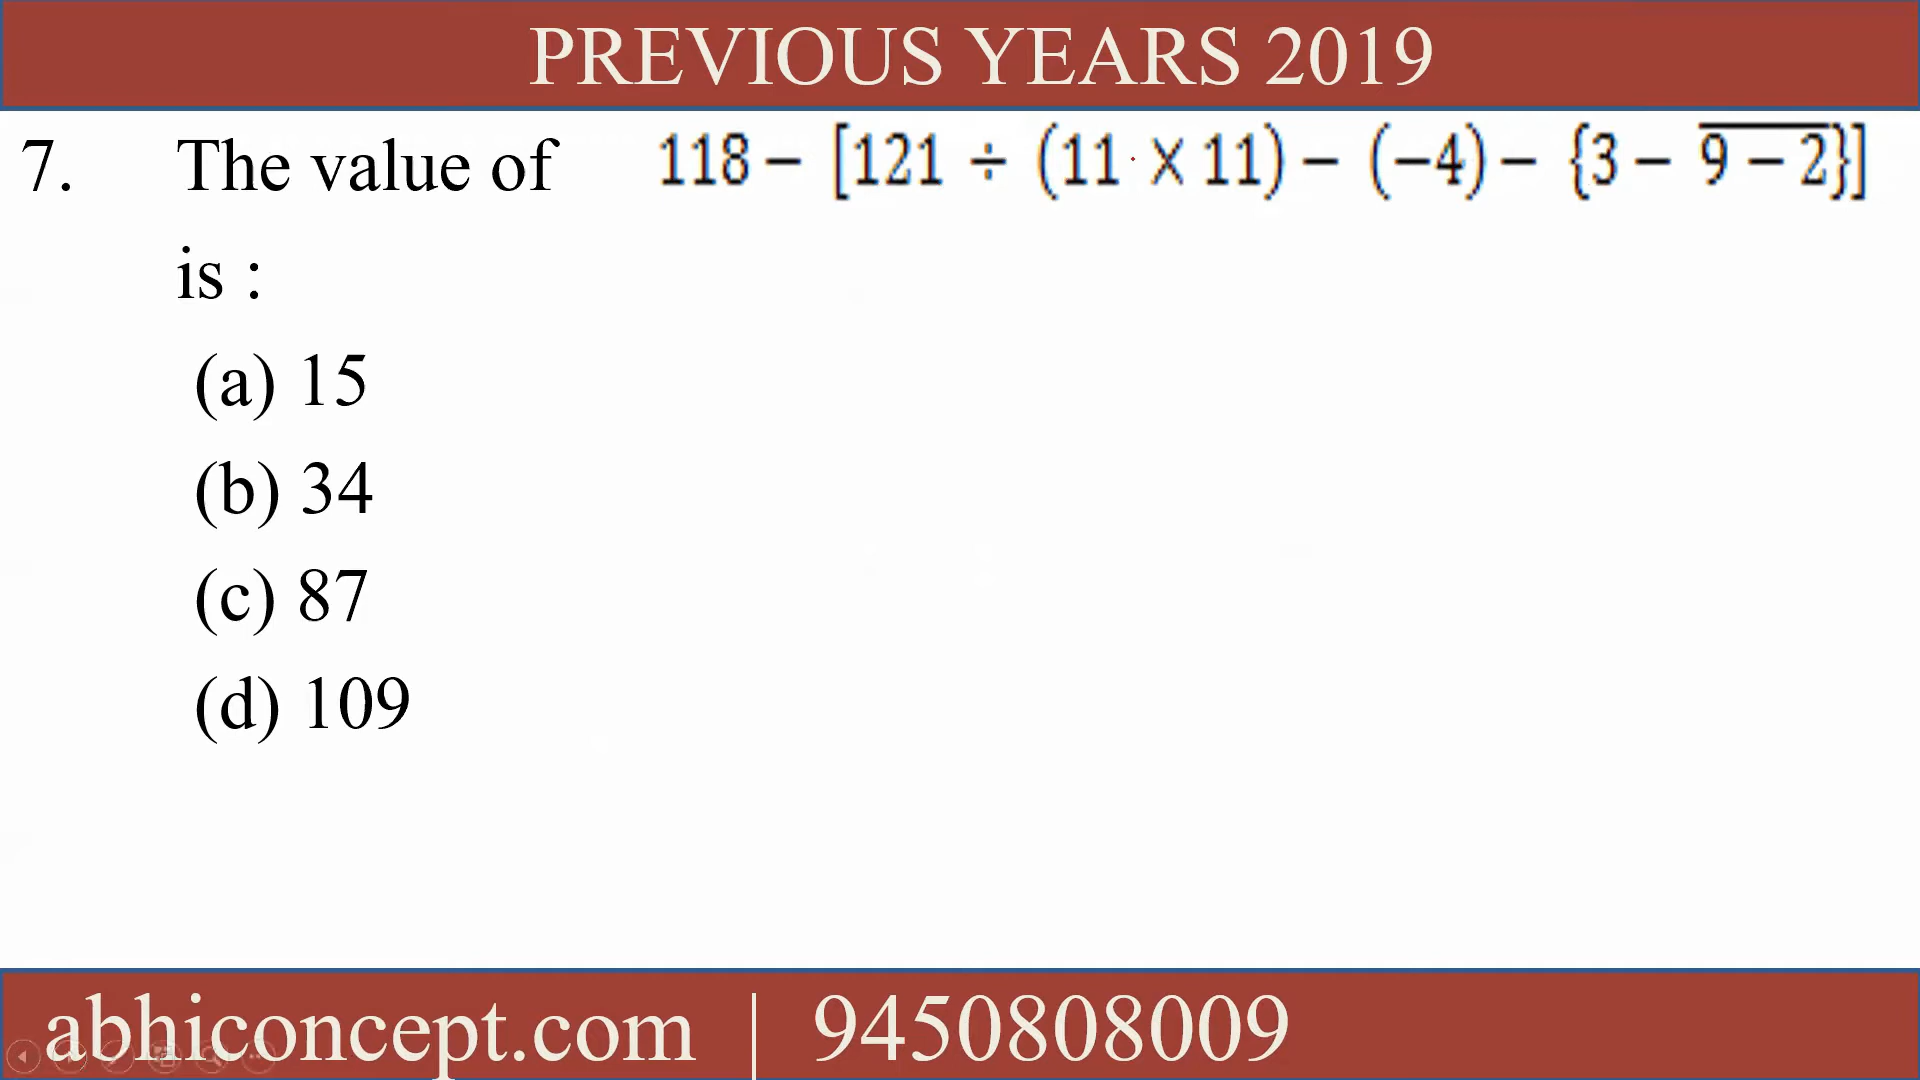 PREVIOUS YEARS 2019
7. The value of 118 − [121 ÷ (11 × 11) − (−4) − {3 − \overline{9 − 2}}]
is :
(a) 15
(b) 34
(c) 87
(d) 109
abhiconcept.com | 9450808009